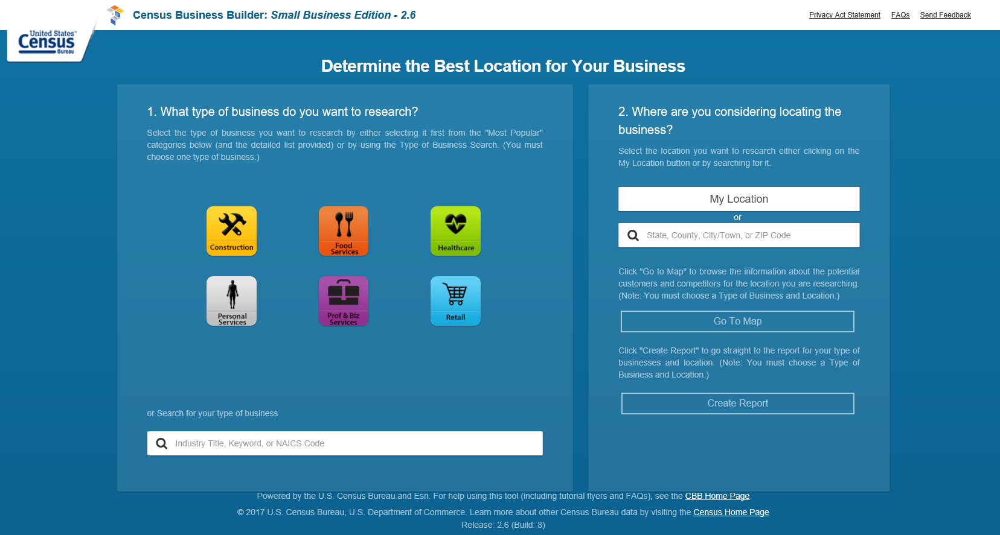 Census Business Builder: Small Business Edition - 2.6
Privacy Act Statement FAQs Send Feedback
United States™
Census
Bureau
Determine the Best Location for Your Business
1. What type of business do you want to research?
Select the type of business you want to research by either selecting it first from the "Most Popular"
categories below (and the detailed list provided) or by using the Type of Business Search. (You must
choose one type of business.)
Construction
Food
Services
Healthcare
Personal
Services
Prof & Biz
Services
Retail
or Search for your type of business
Industry Title, Keyword, or NAICS Code
2. Where are you considering locating the
business?
Select the location you want to research either clicking on the
My Location button or by searching for it.
My Location
or
State, County, City/Town, or ZIP Code
Click "Go to Map" to browse the information about the potential
customers and competitors for the location you are researching.
(Note: You must choose a Type of Business and Location.)
Go To Map
Click "Create Report" to go straight to the report for your type of
businesses and location. (Note: You must choose a Type of
Business and Location.)
Create Report
Powered by the U.S. Census Bureau and Esri. For help using this tool (including tutorial flyers and FAQs), see the CBB Home Page
© 2017 U.S. Census Bureau, U.S. Department of Commerce. Learn more about other Census Bureau data by visiting the Census Home Page
Release: 2.6 (Build: 8)